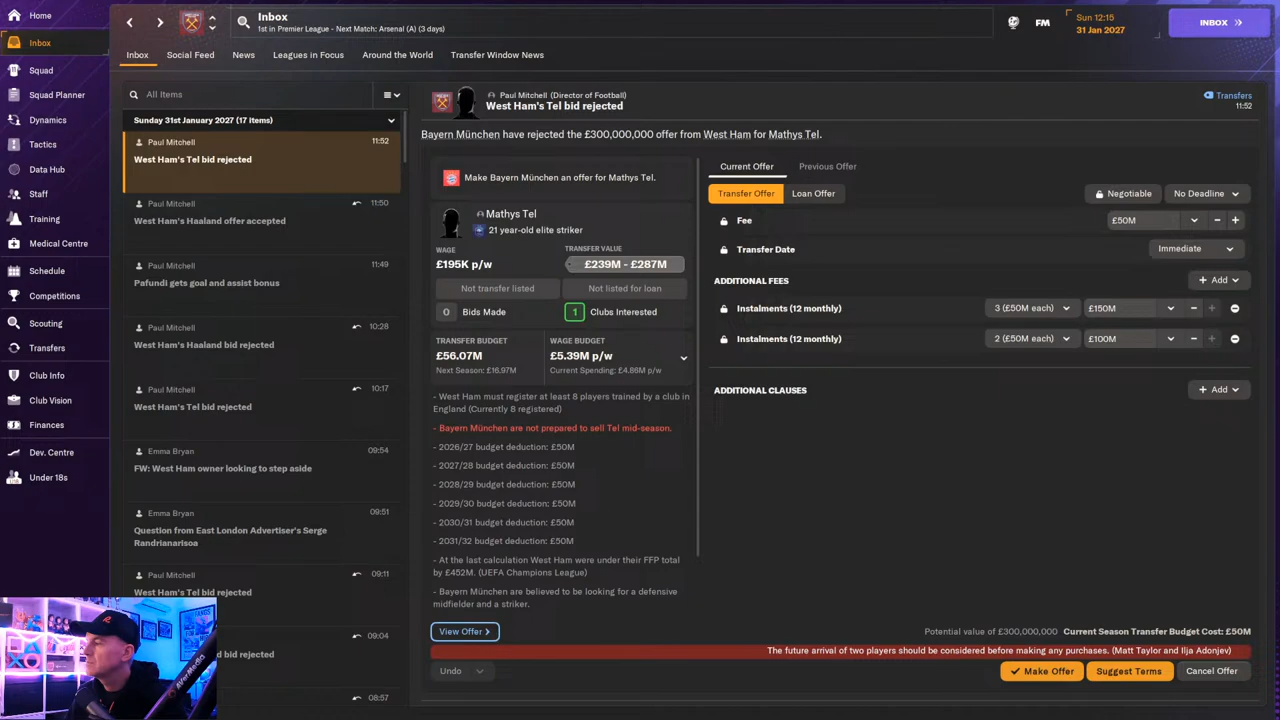 Home
Inbox
Squad
Squad Planner
Dynamics
Tactics
Data Hub
Staff
Training
Medical Centre
Schedule
Competitions
Scouting
Transfers
Club Info
Club Vision
Finances
Dev. Centre
Under 18s
Inbox
1st in Premier League - Next Match: Arsenal (A) (3 days)
FM
Sun 12:15
31 Jan 2027
INBOX
Inbox
Social Feed
News
Leagues in Focus
Around the World
Transfer Window News
All Items
Sunday 31st January 2027 (17 items)
Paul Mitchell 11:52
West Ham's Tel bid rejected
Paul Mitchell 11:50
West Ham's Haaland offer accepted
Paul Mitchell 11:49
Pafundi gets goal and assist bonus
Paul Mitchell 10:28
West Ham's Haaland bid rejected
Paul Mitchell 10:17
West Ham's Tel bid rejected
Emma Bryan 09:54
FW: West Ham owner looking to step aside
Emma Bryan 09:51
Question from East London Advertiser's Serge
Randrianarisoa
Paul Mitchell 09:11
West Ham's Tel bid rejected
09:04
bid rejected
08:57
Paul Mitchell (Director of Football)
West Ham's Tel bid rejected
Transfers
11:52
Bayern München have rejected the £300,000,000 offer from West Ham for Mathys Tel.
Make Bayern München an offer for Mathys Tel.
Mathys Tel
21 year-old elite striker
WAGE
£195K p/w
TRANSFER VALUE
£239M - £287M
Not transfer listed
Not listed for loan
0 Bids Made
1 Clubs Interested
TRANSFER BUDGET
£56.07M
Next Season: £16.97M
WAGE BUDGET
£5.39M p/w
Current Spending: £4.86M p/w
- West Ham must register at least 8 players trained by a club in
England (Currently 8 registered)
- Bayern München are not prepared to sell Tel mid-season.
- 2026/27 budget deduction: £50M
- 2027/28 budget deduction: £50M
- 2028/29 budget deduction: £50M
- 2029/30 budget deduction: £50M
- 2030/31 budget deduction: £50M
- 2031/32 budget deduction: £50M
- At the last calculation West Ham were under their FFP total
by £452M. (UEFA Champions League)
- Bayern München are believed to be looking for a defensive
midfielder and a striker.
View Offer
Current Offer
Previous Offer
Transfer Offer
Loan Offer
Negotiable
No Deadline
Fee £50M
Transfer Date Immediate
ADDITIONAL FEES
Add
Instalments (12 monthly) 3 (£50M each) £150M
Instalments (12 monthly) 2 (£50M each) £100M
ADDITIONAL CLAUSES
Add
Potential value of £300,000,000 Current Season Transfer Budget Cost: £50M
The future arrival of two players should be considered before making any purchases. (Matt Taylor and Ilja Adonjev)
Undo
Make Offer
Suggest Terms
Cancel Offer